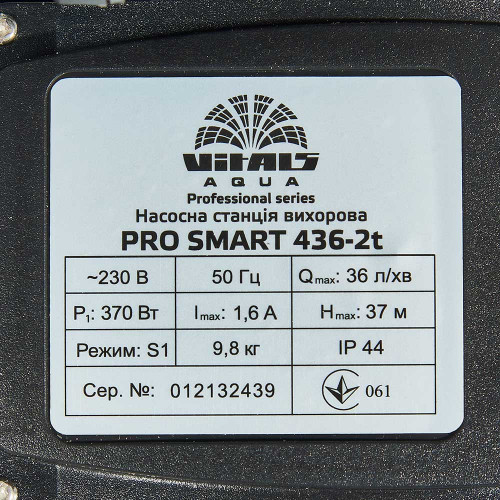 VITALS
AQUA
Professional series
Насосна станція вихорова
PRO SMART 436-2t
~230 В 50 Гц Qmax: 36 л/хв
P1: 370 Вт Imax: 1,6 А Hmax: 37 м
Режим: S1 9,8 кг IP 44
Сер. №: 012132439 061